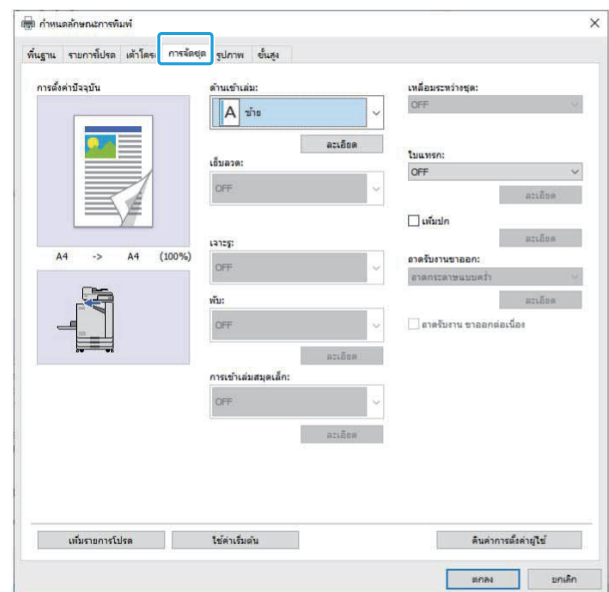 กำหนดลักษณะการพิมพ์
พื้นฐาน รายการโปรด เค้าโครง การจัดชุด รูปภาพ ขั้นสูง
การตั้งค่าปัจจุบัน
A4 -> A4 (100%)
ด้านเข้าเล่ม:
A ซ้าย
ละเอียด
เย็บลวด:
OFF
เจาะรู:
OFF
พับ:
OFF
ละเอียด
การเข้าเล่มสมุดเล็ก:
OFF
ละเอียด
เหลื่อมระหว่างชุด:
OFF
ใบแทรก:
OFF
ละเอียด
เพิ่มปก
ละเอียด
ถาดรับงานขาออก:
ถาดกระดาษแบบคว่ำ
ละเอียด
ถาดรับงาน ขาออกต่อเนื่อง
เพิ่มรายการโปรด ใช้ค่าเริ่มต้น คืนค่าการตั้งค่าผู้ใช้
ตกลง ยกเลิก